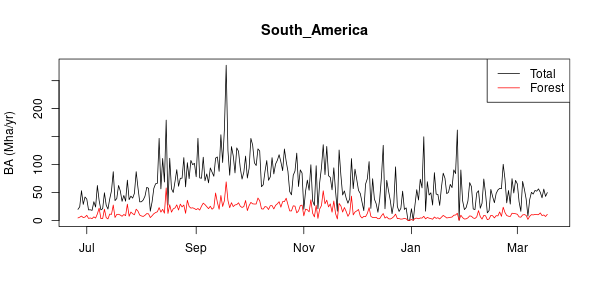 South_America
BA (Mha/yr)
200
100
50
0
Total
Forest
Jul Sep Nov Jan Mar